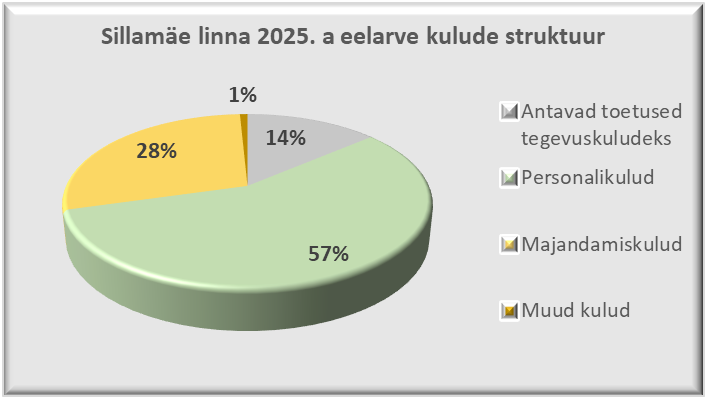 Sillamäe linna 2025. a eelarve kulude struktuur
1%
14%
28%
57%
Antavad toetused
tegevuskuludeks
Personalikulud
Majandamiskulud
Muud kulud